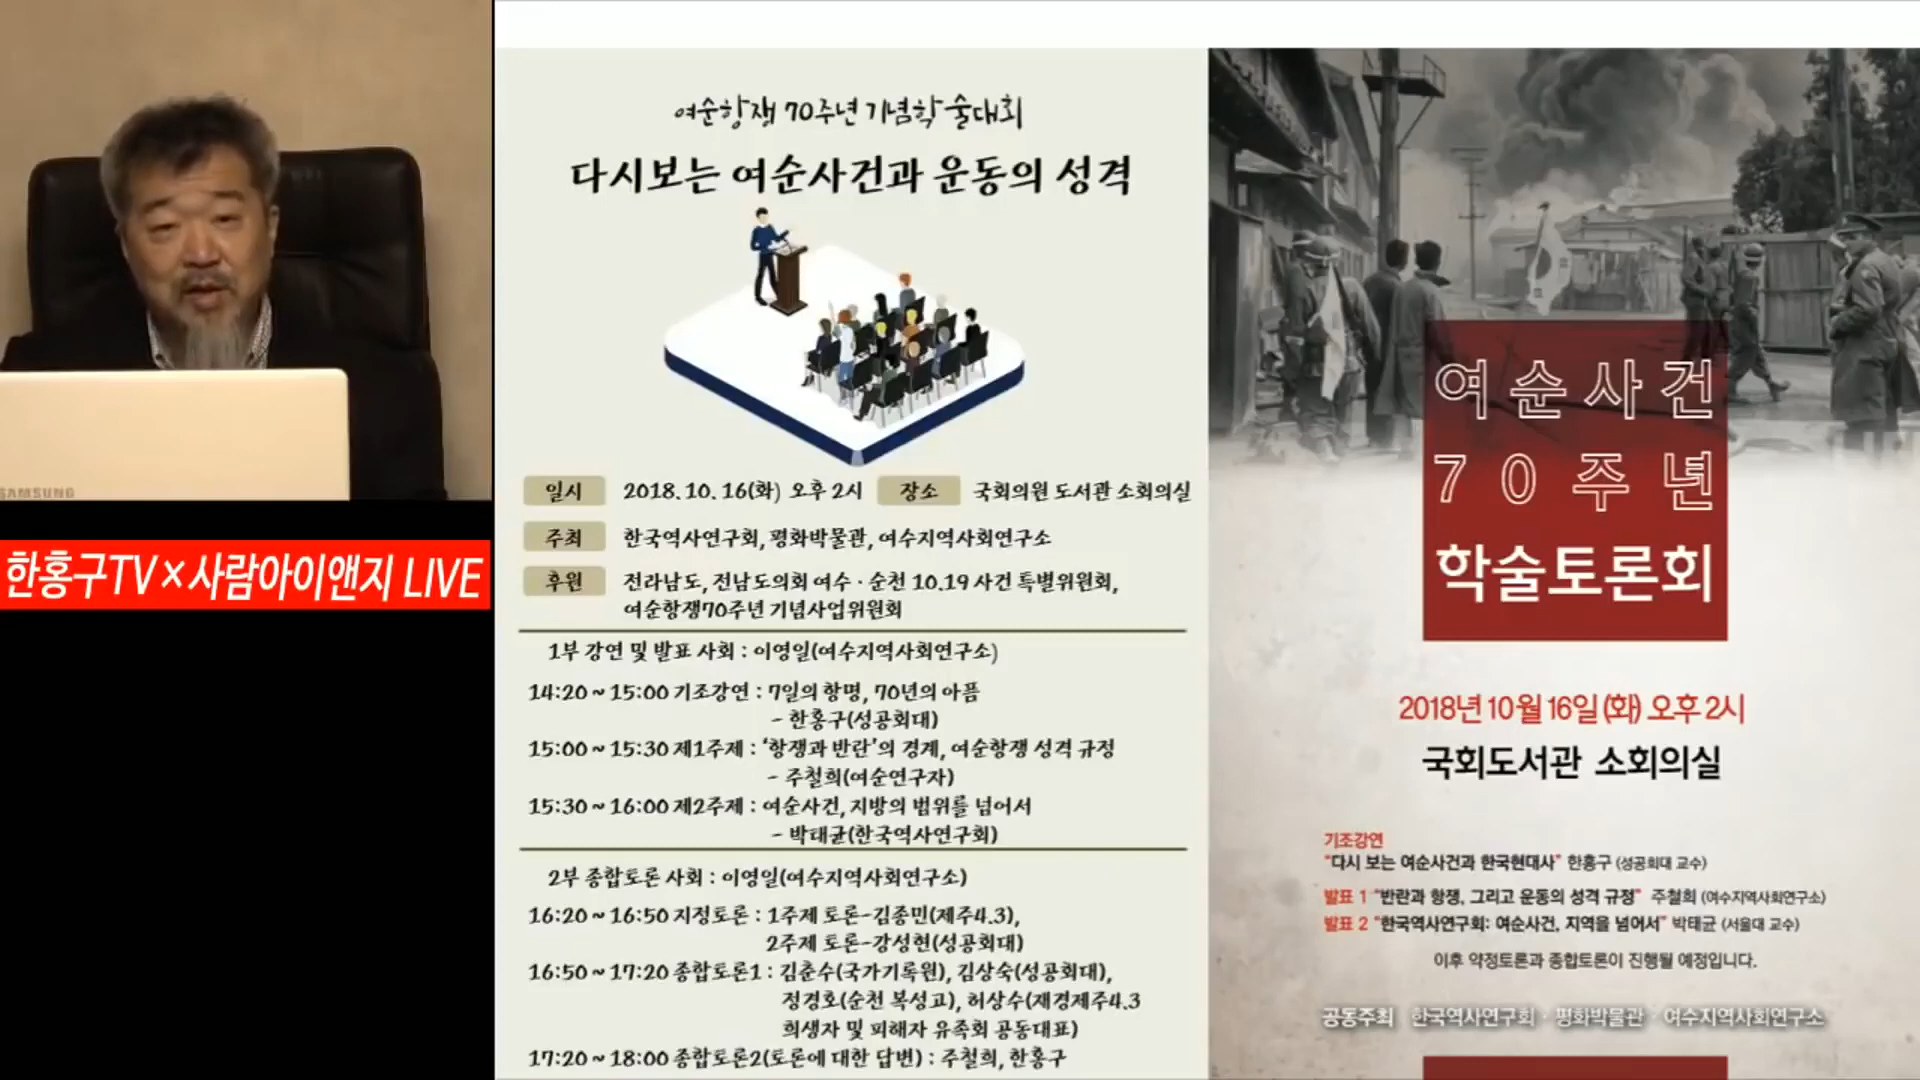 SAMSUNG
한홍구TV×사람아이앤지 LIVE
여순항쟁 70주년 기념학술대회
다시보는 여순사건과 운동의 성격
일시 2018.10.16(화) 오후 2시 장소 국회의원 도서관 소회의실
주최 한국역사연구회, 평화박물관, 여수지역사회연구소
후원 전라남도, 전남도의회 여수·순천 10.19 사건 특별위원회,
여순항쟁70주년 기념사업위원회
1부 강연 및 발표 사회 : 이영일(여수지역사회연구소)
14:20 ~ 15:00 기조강연 : 7일의 항명, 70년의 아픔
- 한홍구(성공회대)
15:00 ~ 15:30 제1주제 : '항쟁과 반란'의 경계, 여순항쟁 성격 규정
- 주철희(여순연구자)
15:30 ~ 16:00 제2주제 : 여순사건, 지방의 범위를 넘어서
- 박태균(한국역사연구회)
2부 종합토론 사회 : 이영일(여수지역사회연구소)
16:20 ~ 16:50 지정토론 : 1주제 토론-김종민(제주4.3),
2주제 토론-강성현(성공회대)
16:50 ~ 17:20 종합토론1 : 김춘수(국가기록원), 김상숙(성공회대),
정경호(순천 복성고), 허상수(재경제주4.3
희생자 및 피해자 유족회 공동대표)
17:20 ~ 18:00 종합토론2(토론에 대한 답변) : 주철희, 한홍구
여순사건
70주년
학술토론회
2018년 10월 16일 (화) 오후 2시
국회도서관 소회의실
기조강연
"다시 보는 여순사건과 한국현대사" 한홍구 (성공회대 교수)
발표 1 "반란과 항쟁, 그리고 운동의 성격 규정" 주철희 (여수지역사회연구소)
발표 2 "한국역사연구회: 여순사건, 지역을 넘어서" 박태균 (서울대 교수)
이후 약정토론과 종합토론이 진행될 예정입니다.
공동주최 한국역사연구회 · 평화박물관 · 여수지역사회연구소